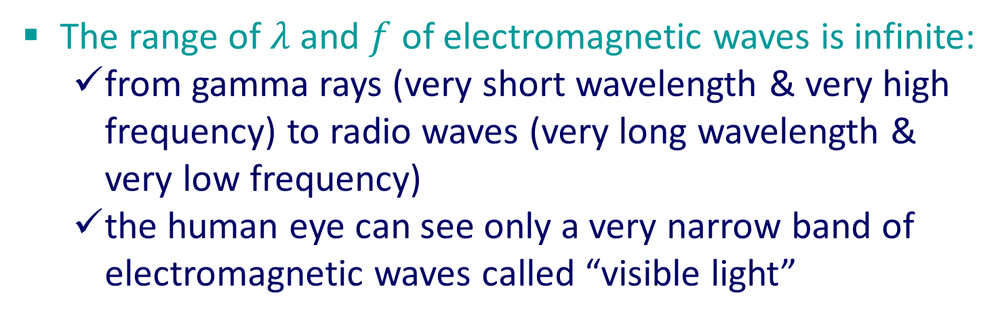 ▪ The range of λ and f of electromagnetic waves is infinite:
✓from gamma rays (very short wavelength & very high
frequency) to radio waves (very long wavelength &
very low frequency)
✓the human eye can see only a very narrow band of
electromagnetic waves called “visible light”